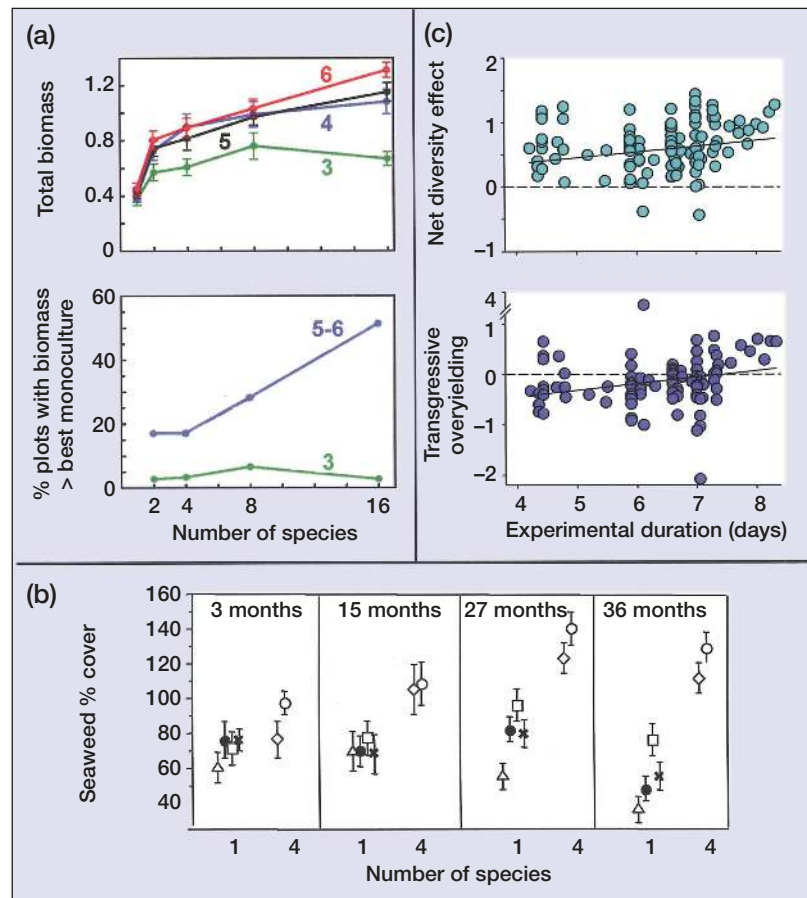 (a)
Total biomass
1.2
0.8
0.4
0
6
5
4
3
% plots with biomass
> best monoculture
60
40
20
0
5-6
3
2 4 8 16
Number of species
(c)
Net diversity effect
2
1
0
−1
Transgressive
overyielding
4
1
0
−1
−2
4 5 6 7 8
Experimental duration (days)
(b)
Seaweed % cover
160
140
120
100
80
60
40
3 months 15 months 27 months 36 months
1 4 1 4 1 4 1 4
Number of species